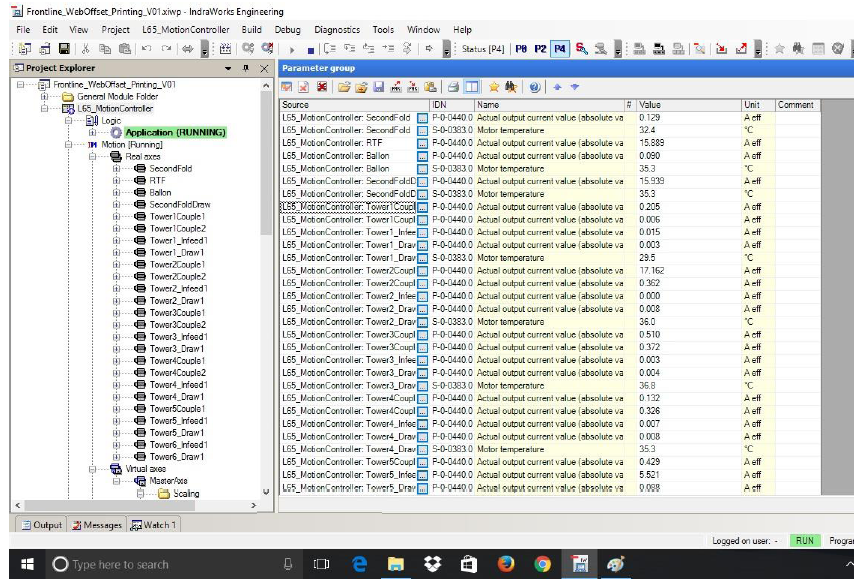 Frontline_WebOffset_Printing_V01.xiwp - IndraWorks Engineering
File Edit View Project L65_MotionController Build Debug Diagnostics Tools Window Help
Status [P4] P0 P2 P4
Project Explorer
Frontline_WebOffset_Printing_V01
General Module Folder
L65_MotionController
Logic
Application (RUNNING)
Motion [Running]
Real axes
SecondFold
RTF
Ballon
SecondFoldDraw
Tower1Couple1
Tower1Couple2
Tower1_Infeed1
Tower1_Draw1
Tower2Couple1
Tower2Couple2
Tower2_Infeed1
Tower2_Draw1
Tower3Couple1
Tower3Couple2
Tower3_Infeed1
Tower3_Draw1
Tower4Couple1
Tower4Couple2
Tower4_Infeed1
Tower4_Draw1
Tower5Couple1
Tower5_Infeed1
Tower5_Draw1
Tower6_Infeed1
Tower6_Draw1
Virtual axes
MasterAxis
Scaling
Parameter group
Source IDN Name # Value Unit Comment
L65_MotionController: SecondFold ... P-0-0440.0 Actual output current value (absolute va 0.129 A eff
L65_MotionController: SecondFold ... S-0-0383.0 Motor temperature 32.4 °C
L65_MotionController: RTF ... P-0-0440.0 Actual output current value (absolute va 15.889 A eff
L65_MotionController: Ballon ... P-0-0440.0 Actual output current value (absolute va 0.090 A eff
L65_MotionController: Ballon ... S-0-0383.0 Motor temperature 35.3 °C
L65_MotionController: SecondFoldD ... P-0-0440.0 Actual output current value (absolute va 15.939 A eff
L65_MotionController: SecondFoldD ... S-0-0383.0 Motor temperature 35.3 °C
L65_MotionController: Tower1Coupl ... P-0-0440.0 Actual output current value (absolute va 0.205 A eff
L65_MotionController: Tower1Coupl ... P-0-0440.0 Actual output current value (absolute va 0.006 A eff
L65_MotionController: Tower1_Infee ... P-0-0440.0 Actual output current value (absolute va 0.015 A eff
L65_MotionController: Tower1_Drav ... P-0-0440.0 Actual output current value (absolute va 0.003 A eff
L65_MotionController: Tower1_Drav ... S-0-0383.0 Motor temperature 29.5 °C
L65_MotionController: Tower2Coupl ... P-0-0440.0 Actual output current value (absolute va 17.162 A eff
L65_MotionController: Tower2Coupl ... P-0-0440.0 Actual output current value (absolute va 0.362 A eff
L65_MotionController: Tower2_Infee ... P-0-0440.0 Actual output current value (absolute va 0.000 A eff
L65_MotionController: Tower2_Drav ... P-0-0440.0 Actual output current value (absolute va 0.008 A eff
L65_MotionController: Tower2_Drav ... S-0-0383.0 Motor temperature 36.0 °C
L65_MotionController: Tower3Coupl ... P-0-0440.0 Actual output current value (absolute va 0.510 A eff
L65_MotionController: Tower3Coupl ... P-0-0440.0 Actual output current value (absolute va 0.372 A eff
L65_MotionController: Tower3_Infee ... P-0-0440.0 Actual output current value (absolute va 0.003 A eff
L65_MotionController: Tower3_Drav ... P-0-0440.0 Actual output current value (absolute va 0.004 A eff
L65_MotionController: Tower3_Drav ... S-0-0383.0 Motor temperature 36.8 °C
L65_MotionController: Tower4Coupl ... P-0-0440.0 Actual output current value (absolute va 0.132 A eff
L65_MotionController: Tower4Coupl ... P-0-0440.0 Actual output current value (absolute va 0.326 A eff
L65_MotionController: Tower4_Infee ... P-0-0440.0 Actual output current value (absolute va 0.007 A eff
L65_MotionController: Tower4_Drav ... P-0-0440.0 Actual output current value (absolute va 0.008 A eff
L65_MotionController: Tower4_Drav ... S-0-0383.0 Motor temperature 35.3 °C
L65_MotionController: Tower5Coupl ... P-0-0440.0 Actual output current value (absolute va 0.429 A eff
L65_MotionController: Tower5_Infee ... P-0-0440.0 Actual output current value (absolute va 5.521 A eff
L65_MotionController: Tower5_Drav ... P-0-0440.0 Actual output current value (absolute va 0.088 A eff
Output Messages Watch 1
Logged on user: - RUN Program
Type here to search